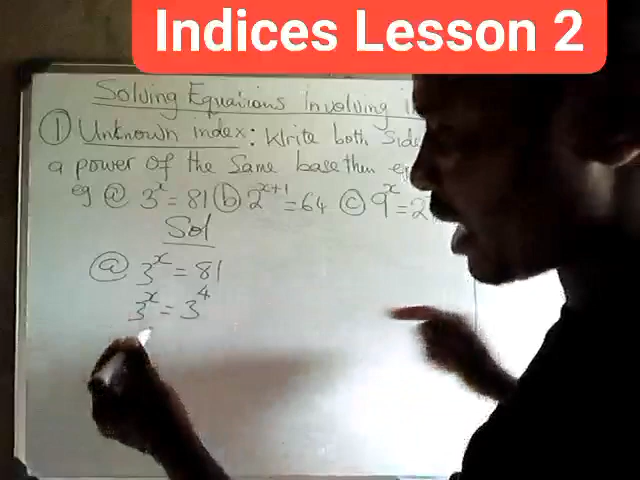 Indices Lesson 2
Solving Equations Involving
① Unknown index: Write both
a power of the same base then
eg ⓐ 3^x = 81 ⓑ 2^{x+1} = 64 ⓒ 9^x = 2
Sol
ⓐ 3^x = 81
3^x = 3^4